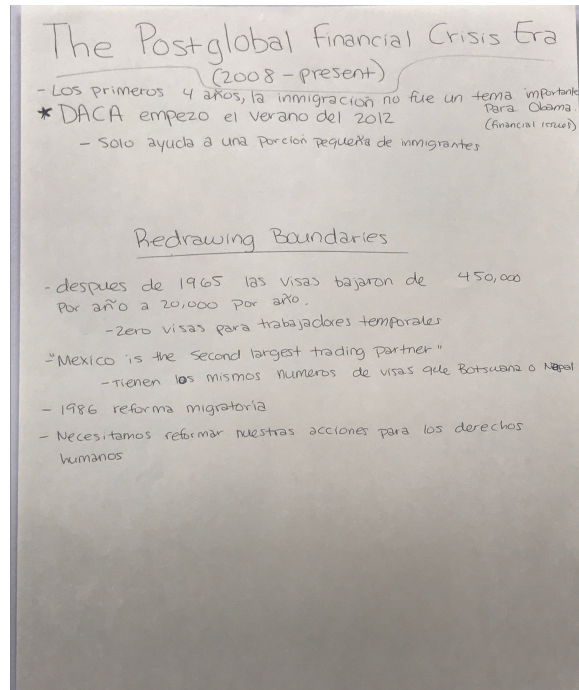 The Postglobal Financial Crisis Era
(2008 - present)
- Los primeros 4 años, la inmigracion no fue un tema importante
Para Obama.
(financial issues)
* DACA empezo el verano del 2012
- Solo ayuda a una porcion pequeña de inmigrantes
Redrawing Boundaries
- despues de 1965 las visas bajaron de 450,000
Por año a 20,000 por año.
- Zero visas para trabajadores temporales
- "Mexico is the second largest trading partner"
- Tienen los mismos numeros de visas que Botswana o Nepal
- 1986 reforma migratoria
- Necesitamos reformar nuestras acciones para los derechos
humanos